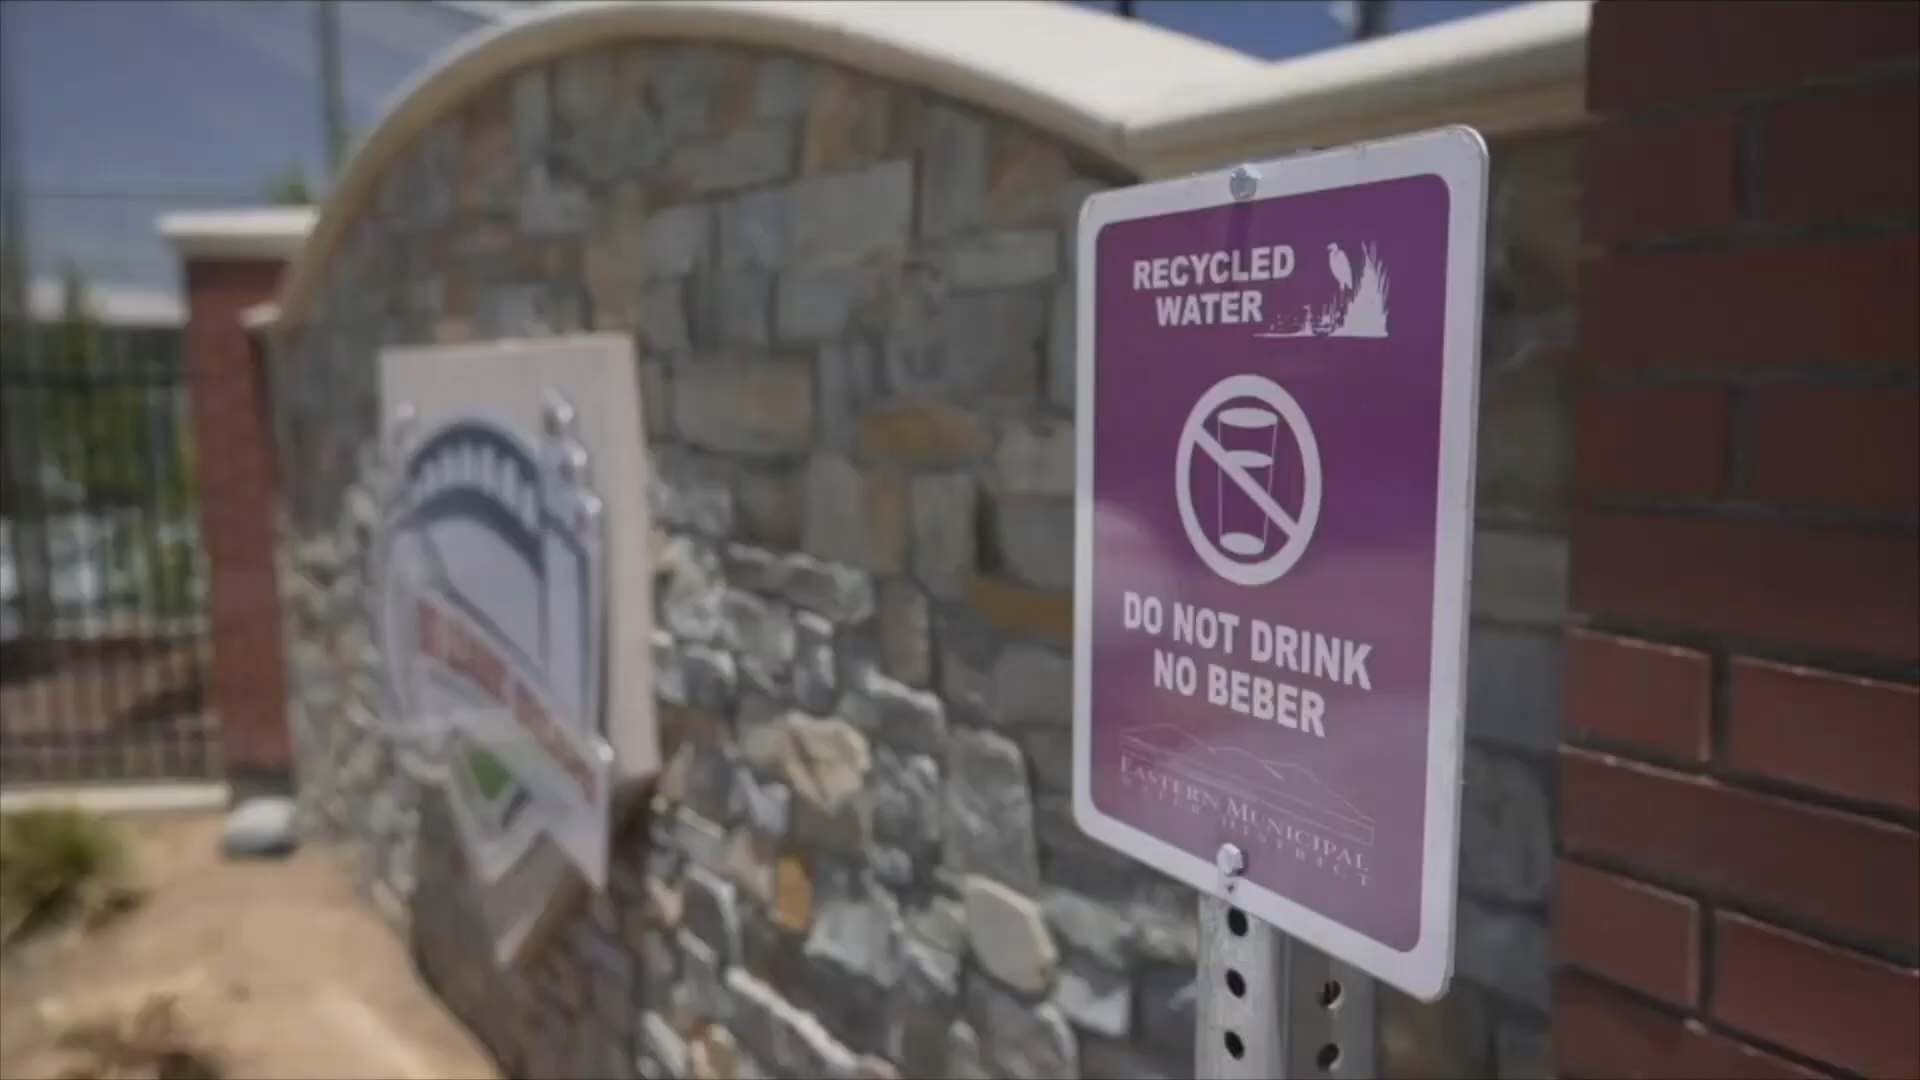 RECYCLED
WATER
DO NOT DRINK
NO BEBER
EASTERN MUNICIPAL
WATER DISTRICT